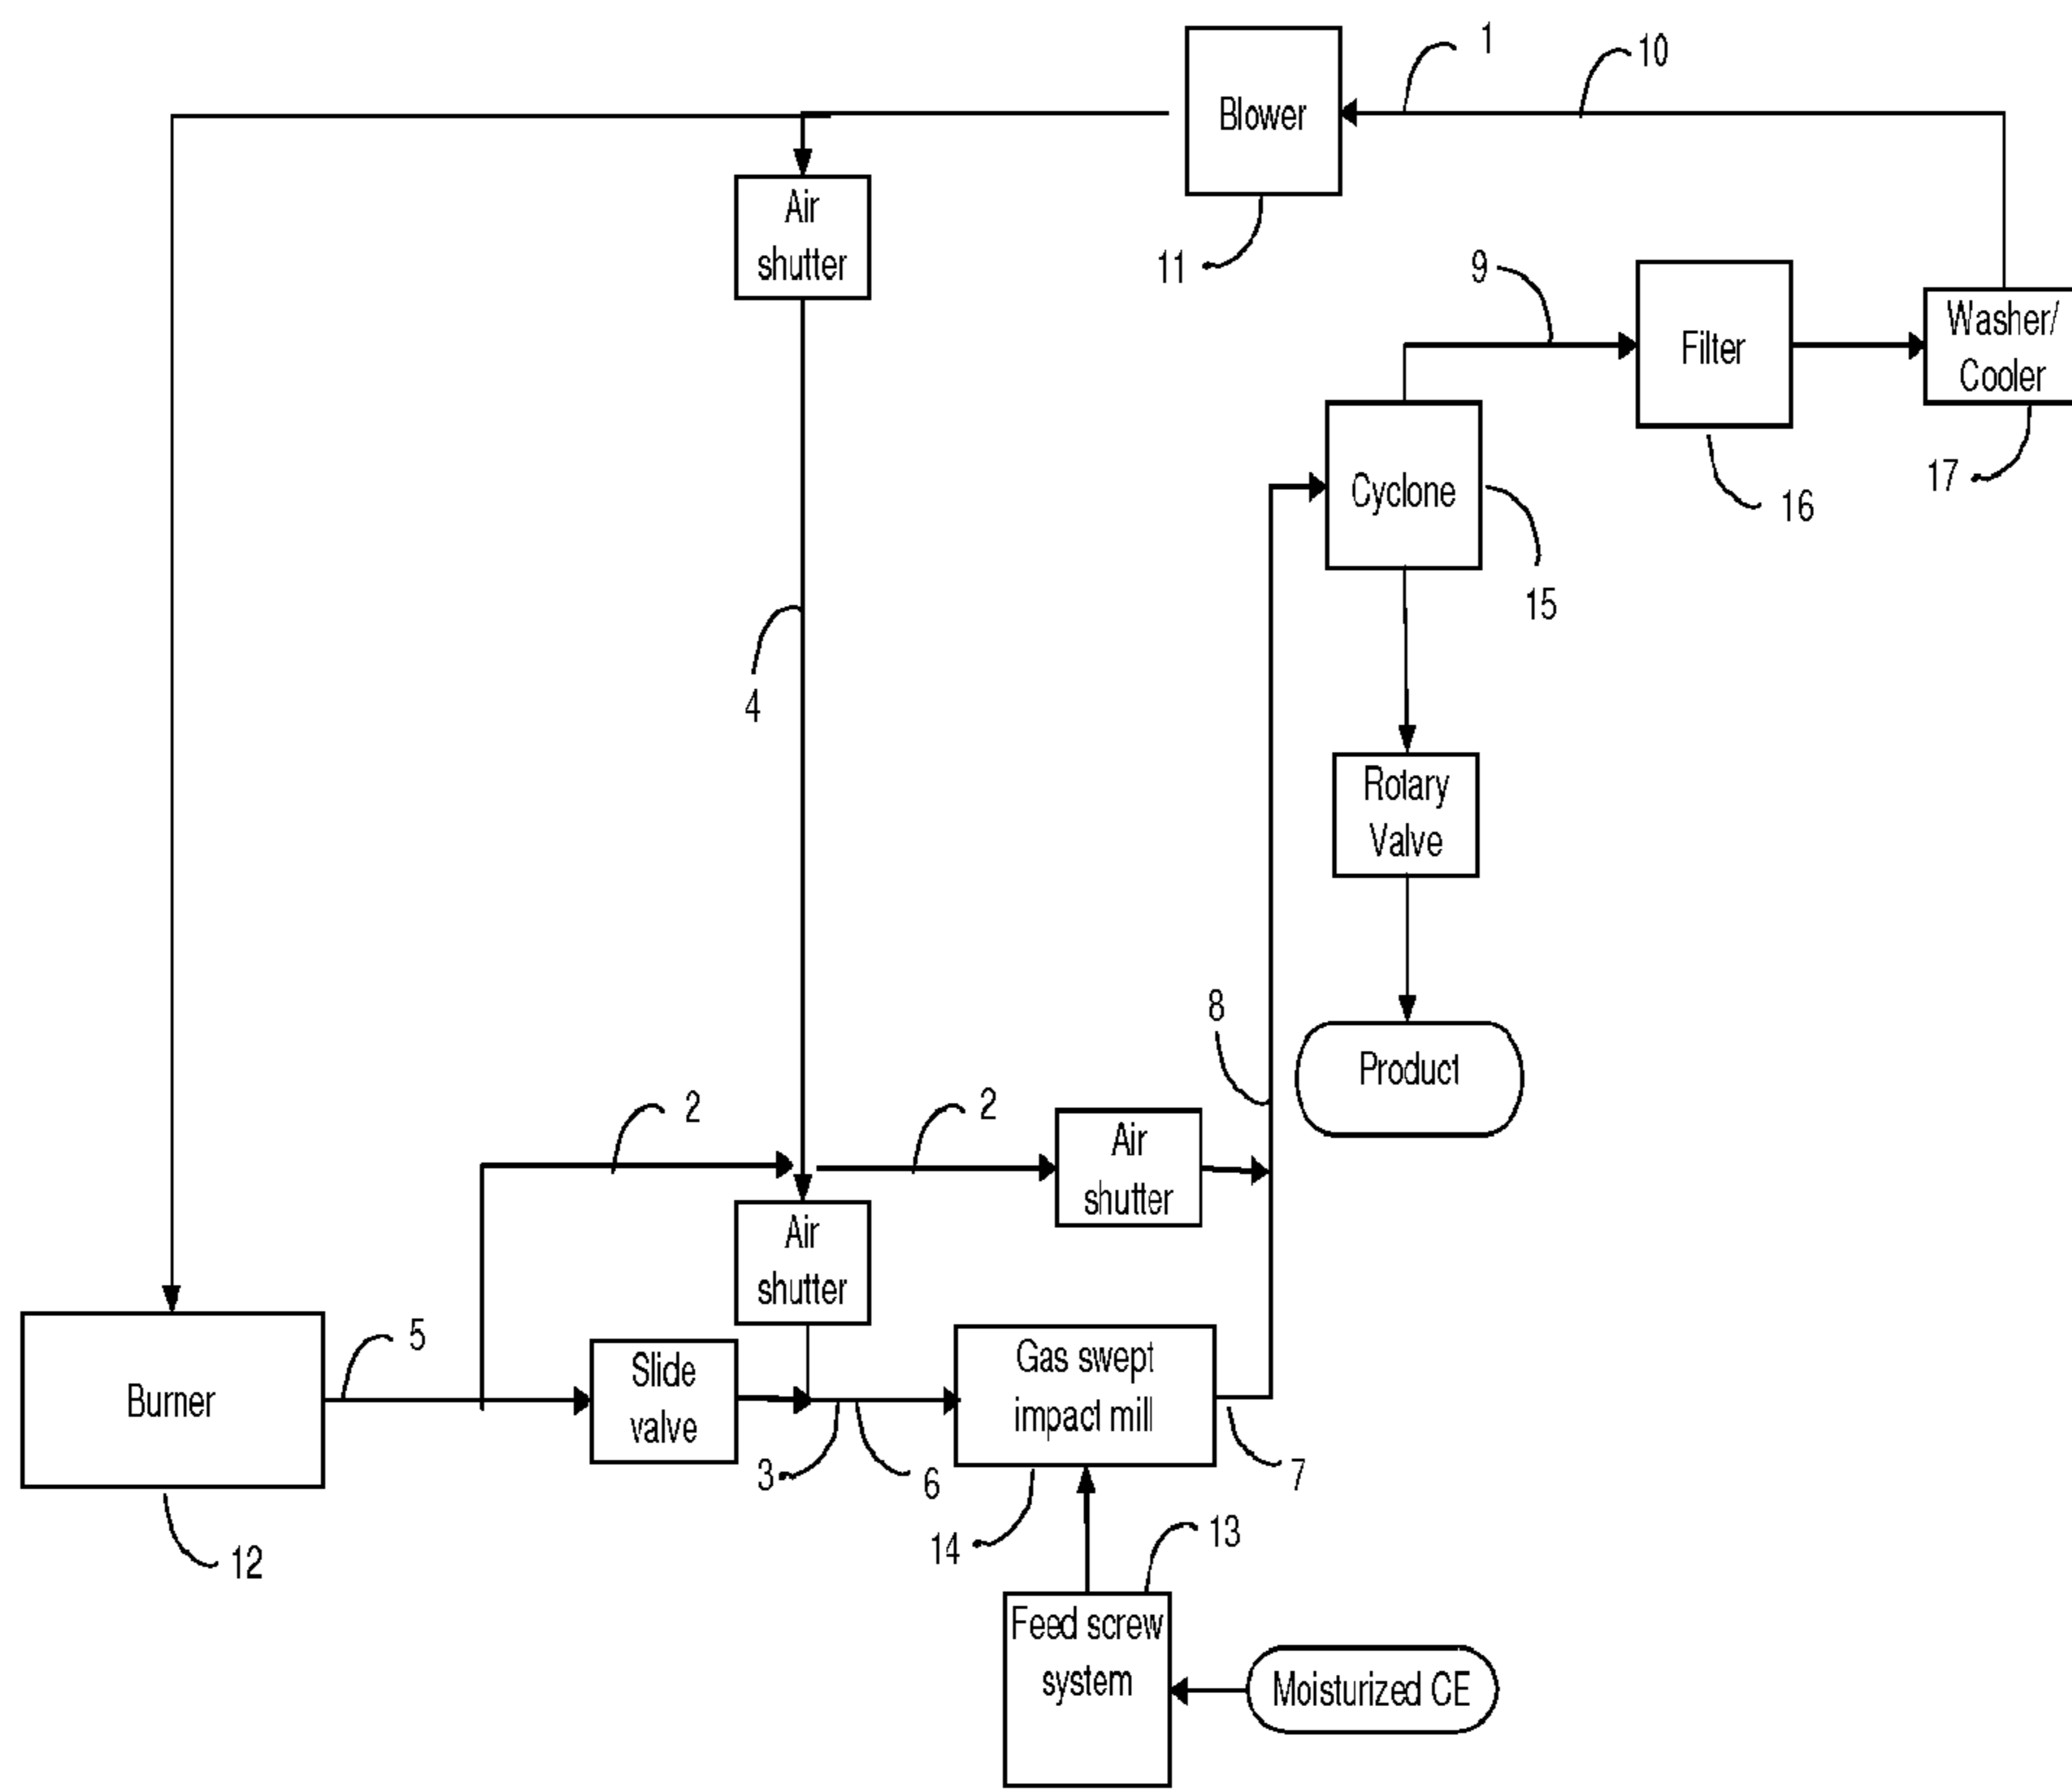 1
10
Blower
Air
shutter
11
9
Filter
Washer/
Cooler
Cyclone
17
16
15
4
Rotary
Valve
8
Product
2
2
Air
shutter
Air
shutter
5
Burner
Slide
valve
Gas swept
impact mill
3
6
7
12
14
13
Feed screw
system
Moisturized CE